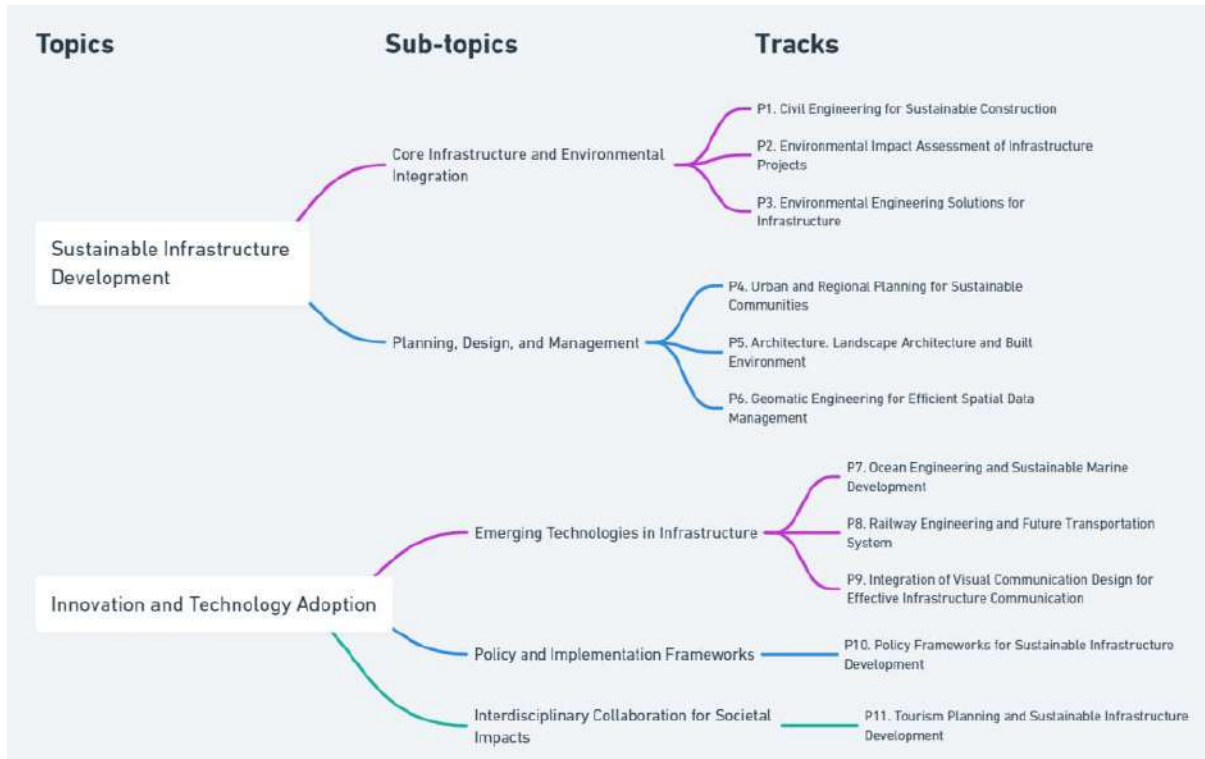 Topics
Sub-topics
Tracks
Sustainable Infrastructure
Development
Core Infrastructure and Environmental
Integration
P1. Civil Engineering for Sustainable Construction
P2. Environmental Impact Assessment of Infrastructure
Projects
P3. Environmental Engineering Solutions for
Infrastructure
Planning, Design, and Management
P4. Urban and Regional Planning for Sustainable
Communities
P5. Architecture. Landscape Architecture and Built
Environment
P6. Geomatic Engineering for Efficient Spatial Data
Management
Innovation and Technology Adoption
Emerging Technologies in Infrastructure
P7. Ocean Engineering and Sustainable Marine
Development
P8. Railway Engineering and Future Transportation
System
P9. Integration of Visual Communication Design for
Effective Infrastructure Communication
Policy and Implementation Frameworks
P10. Policy Frameworks for Sustainable Infrastructure
Development
Interdisciplinary Collaboration for Societal
Impacts
P11. Tourism Planning and Sustainable Infrastructure
Development